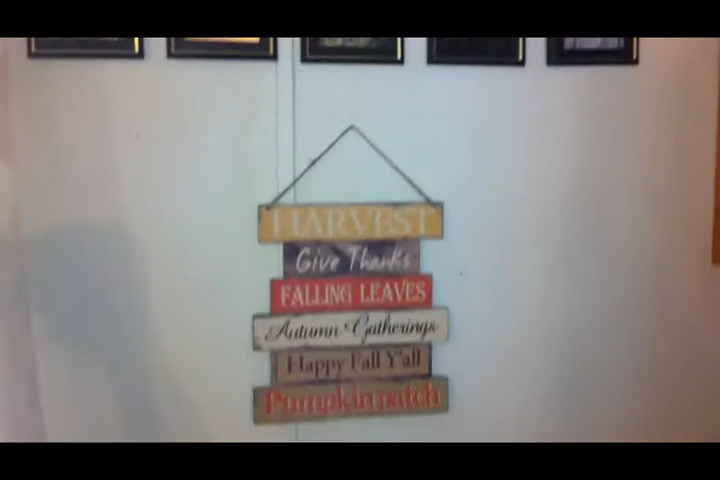 HARVEST
Give Thanks
FALLING LEAVES
Autumn Gatherings
Happy Fall Y'all
Pumpkin patch